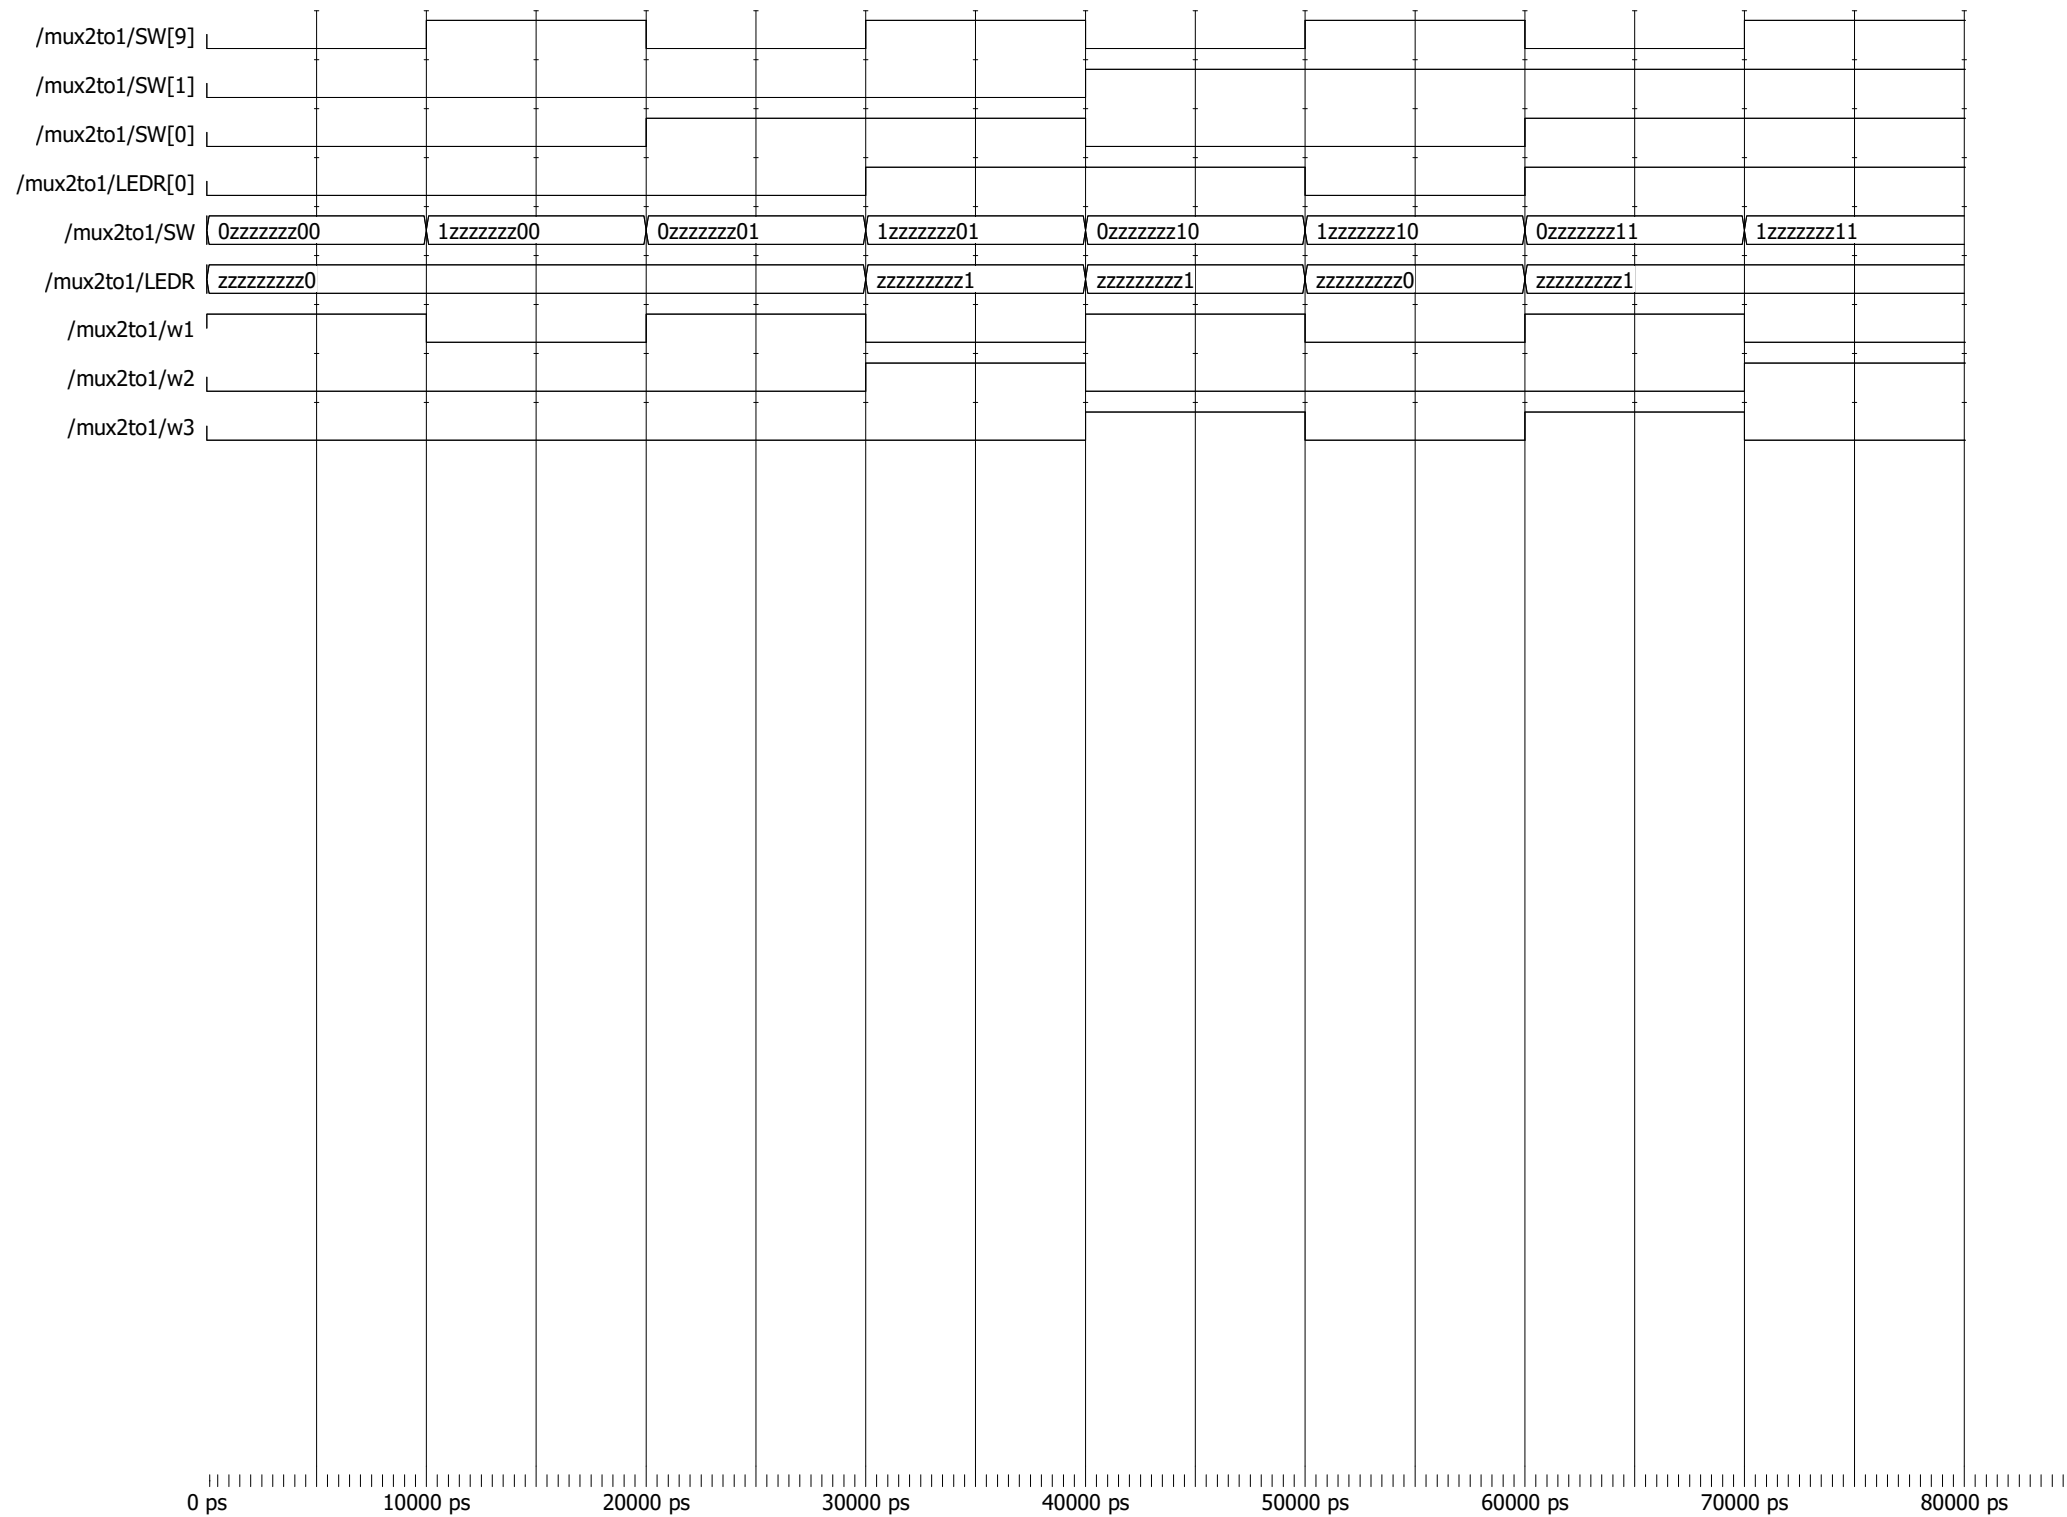 /mux2to1/SW[9]
/mux2to1/SW[1]
/mux2to1/SW[0]
/mux2to1/LEDR[0]
/mux2to1/SW 0zzzzzzz00 1zzzzzzz00 0zzzzzzz01 1zzzzzzz01 0zzzzzzz10 1zzzzzzz10 0zzzzzzz11 1zzzzzzz11
/mux2to1/LEDR zzzzzzzzz0 zzzzzzzzz1 zzzzzzzzz1 zzzzzzzzz0 zzzzzzzzz1
/mux2to1/w1
/mux2to1/w2
/mux2to1/w3
0 ps 10000 ps 20000 ps 30000 ps 40000 ps 50000 ps 60000 ps 70000 ps 80000 ps